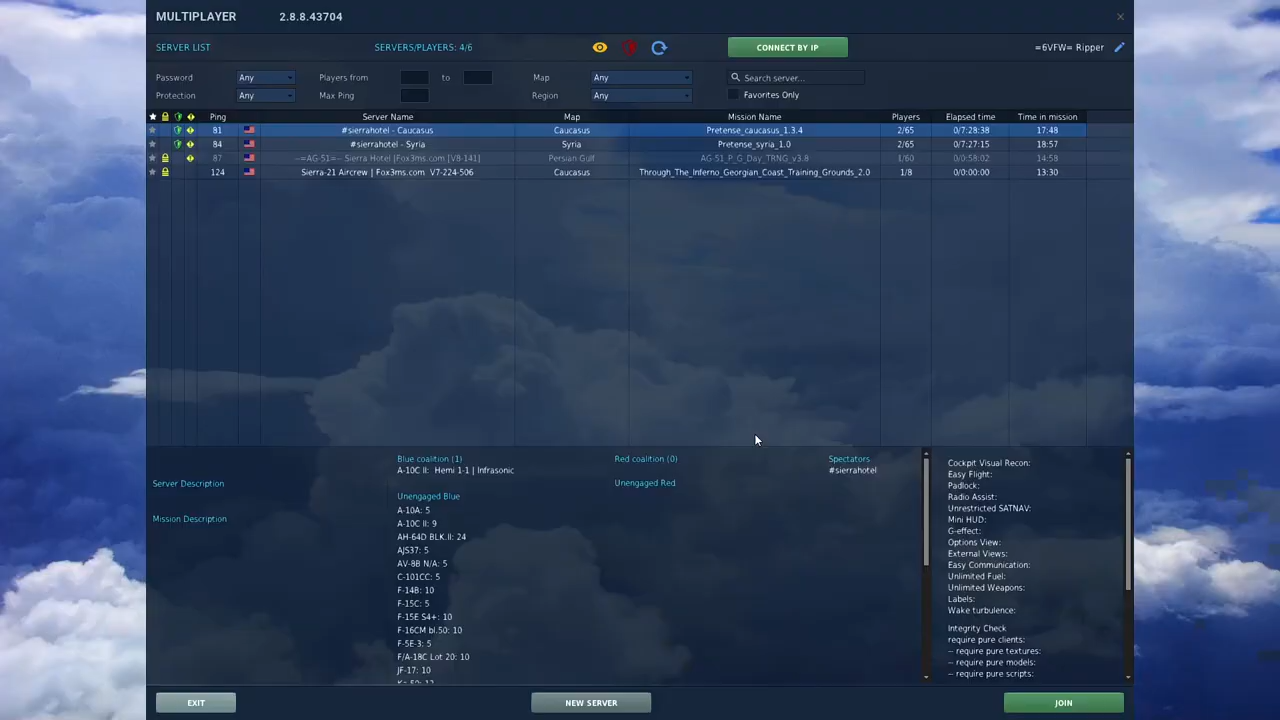 MULTIPLAYER 2.8.8.43704
SERVER LIST SERVERS/PLAYERS: 4/6 CONNECT BY IP =6VFW= Ripper
Password Any Players from to Map Any Search server...
Protection Any Max Ping Region Any Favorites Only
Ping Server Name Map Mission Name Players Elapsed time Time in mission
81 #sierrahotel - Caucasus Caucasus Pretense_caucasus_1.3.4 2/65 0/7:28:38 17:48
84 #sierrahotel - Syria Syria Pretense_syria_1.0 2/65 0/7:27:15 18:57
87 -=AG-51=- Sierra Hotel |Fox3ms.com |V8-141| Persian Gulf AG-51_P_G_Day_TRNG_v3.8 1/60 0/0:58:02 14:58
124 Sierra-21 Aircrew | Fox3ms.com V7-224-506 Caucasus Through_The_Inferno_Georgian_Coast_Training_Grounds_2.0 1/8 0/0:00:00 13:30
Server Description
Mission Description
Blue coalition (1)
A-10C II: Hemi 1-1 | Infrasonic
Unengaged Blue
A-10A: 5
A-10C II: 9
AH-64D BLK.II: 24
AJS37: 5
AV-8B N/A: 5
C-101CC: 5
F-14B: 10
F-15C: 5
F-15E S4+: 10
F-16CM bl.50: 10
F-5E-3: 5
F/A-18C Lot 20: 10
JF-17: 10
Red coalition (0)
Unengaged Red
Spectators
#sierrahotel
Cockpit Visual Recon:
Easy Flight:
Padlock:
Radio Assist:
Unrestricted SATNAV:
Mini HUD:
G-effect:
Options View:
External Views:
Easy Communication:
Unlimited Fuel:
Unlimited Weapons:
Labels:
Wake turbulence:
Integrity Check
require pure clients:
-- require pure textures:
-- require pure models:
-- require pure scripts:
EXIT NEW SERVER JOIN